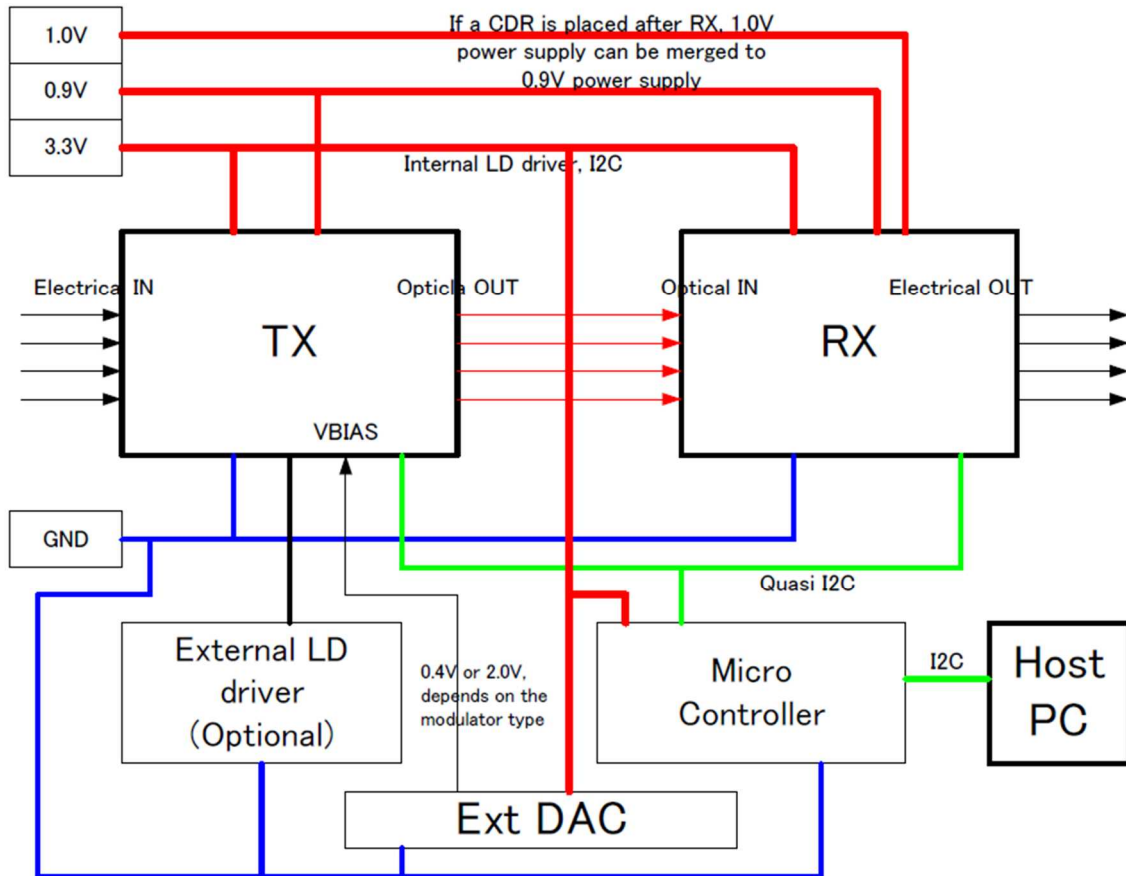 1.0V
If a CDR is placed after RX, 1.0V
power supply can be merged to
0.9V power supply
0.9V
3.3V
Internal LD driver, I2C
Electrical IN
Opticla OUT
Optical IN
Electrical OUT
TX
RX
VBIAS
GND
Quasi I2C
External LD
driver
(Optional)
0.4V or 2.0V,
depends on the
modulator type
Micro
Controller
I2C
Host
PC
Ext DAC